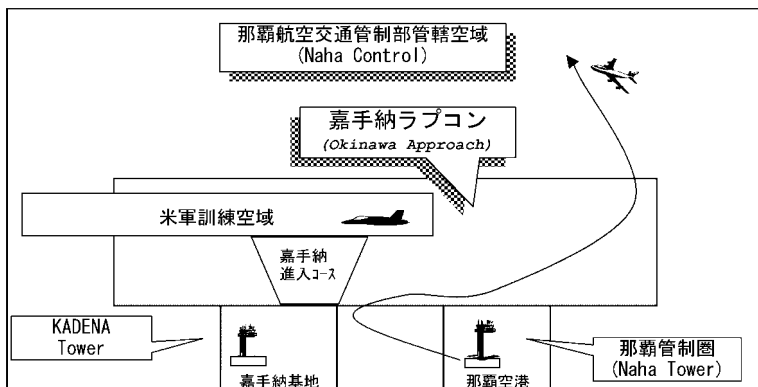 那覇航空交通管制部管轄空域
(Naha Control)
嘉手納ラプコン
(Okinawa Approach)
米軍訓練空域
嘉手納
進入コース
KADENA
Tower
那覇管制圏
(Naha Tower)
嘉手納基地
那覇空港